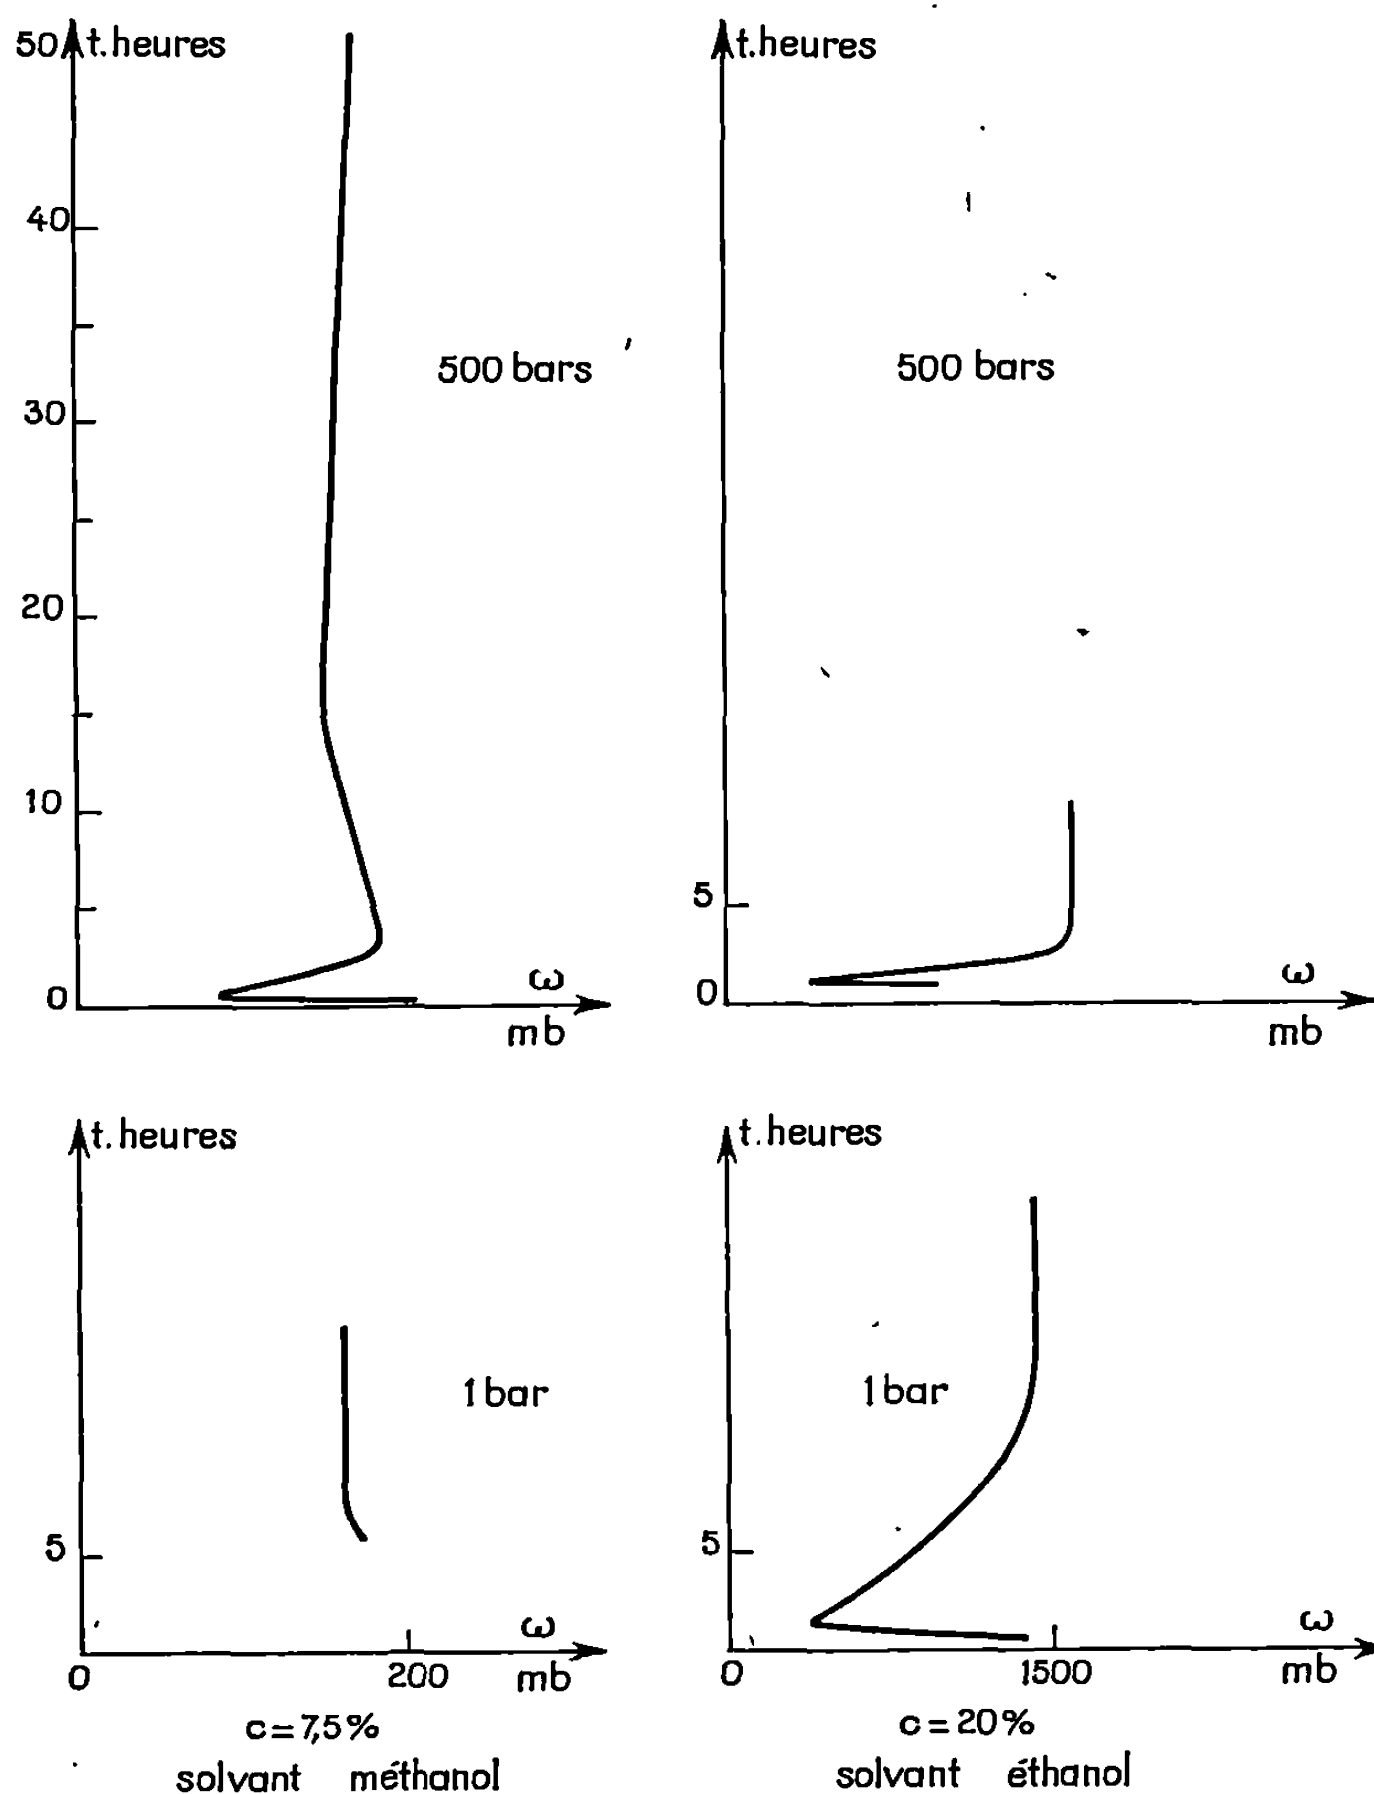 50 t.heures
40
30
20
10
0
500 bars
ω
mb
t.heures
5
0
500 bars
ω
mb
t.heures
5
1 bar
ω
0
200
mb
c=7,5%
solvant méthanol
t.heures
5
1 bar
ω
0
1500
mb
c=20%
solvant éthanol